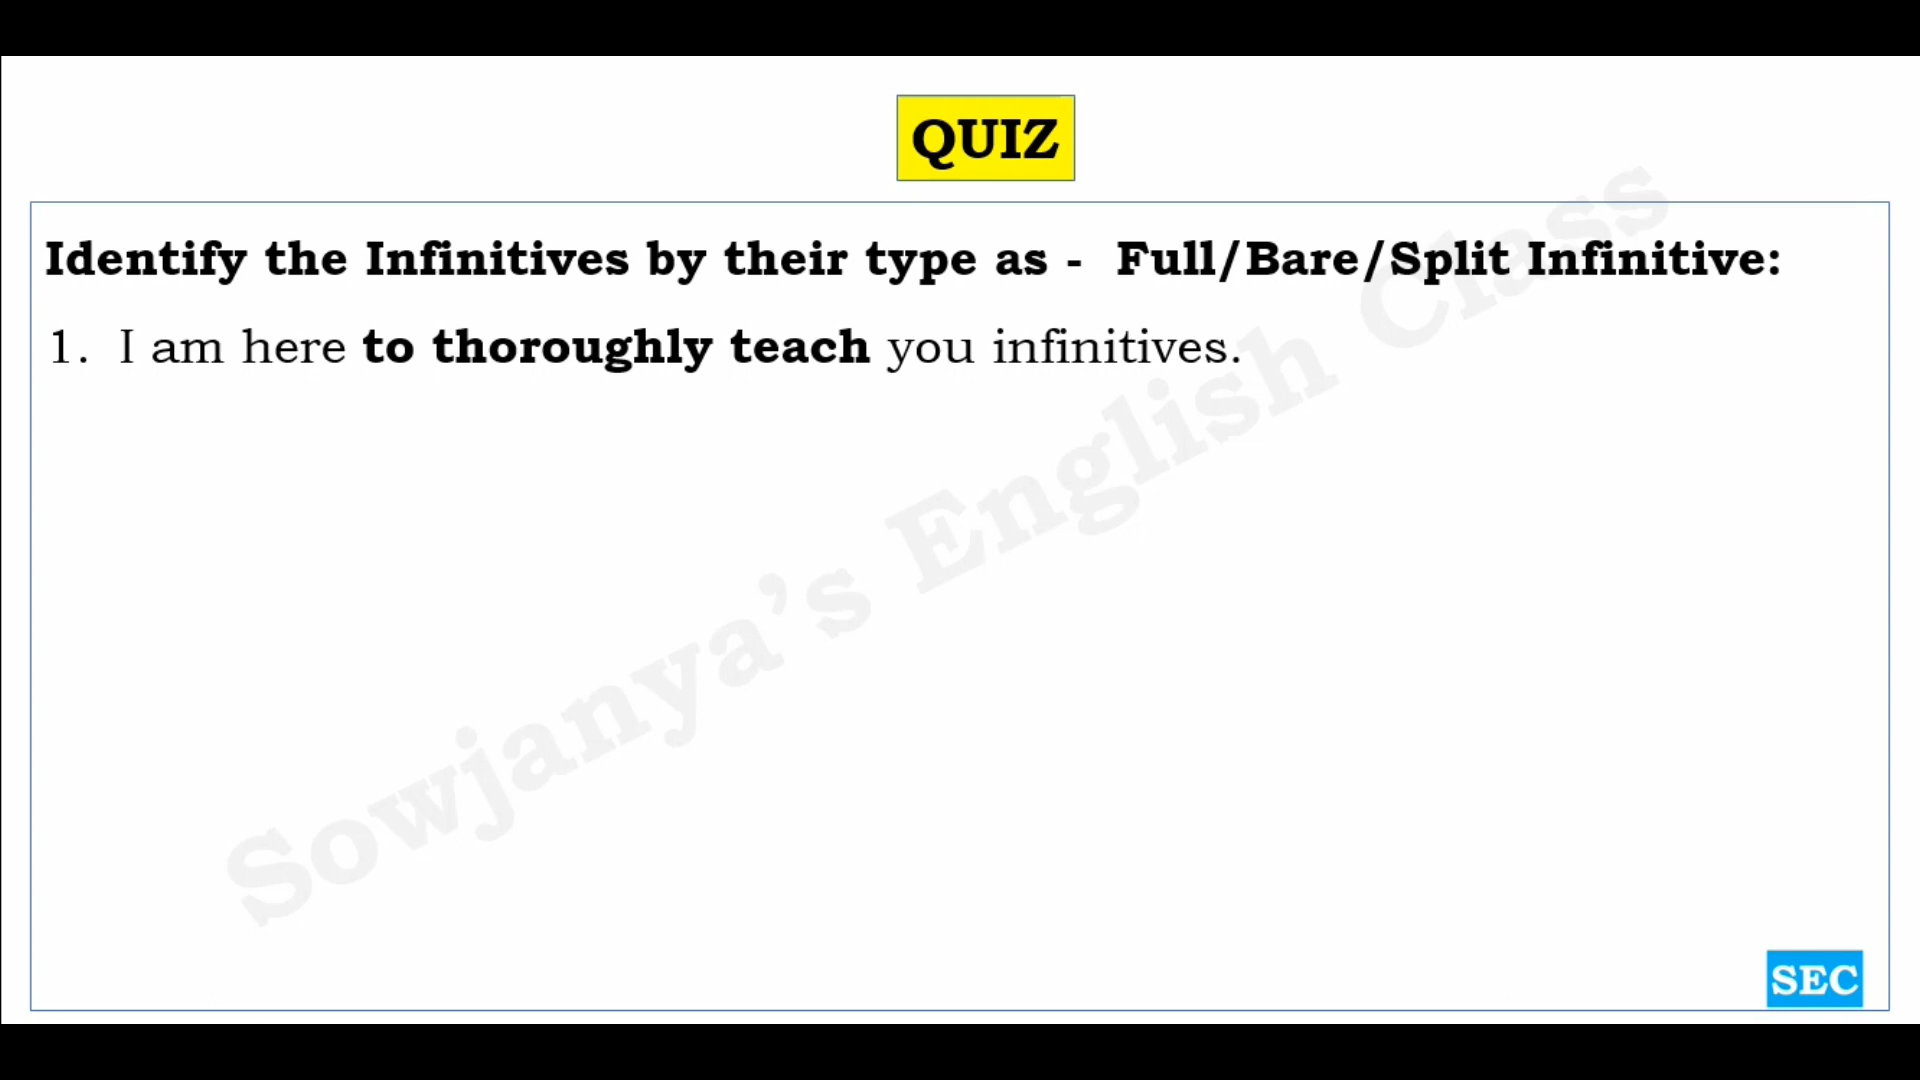 QUIZ
Identify the Infinitives by their type as - Full/Bare/Split Infinitive:
1. I am here to thoroughly teach you infinitives.
Sowjanya's English Class
SEC